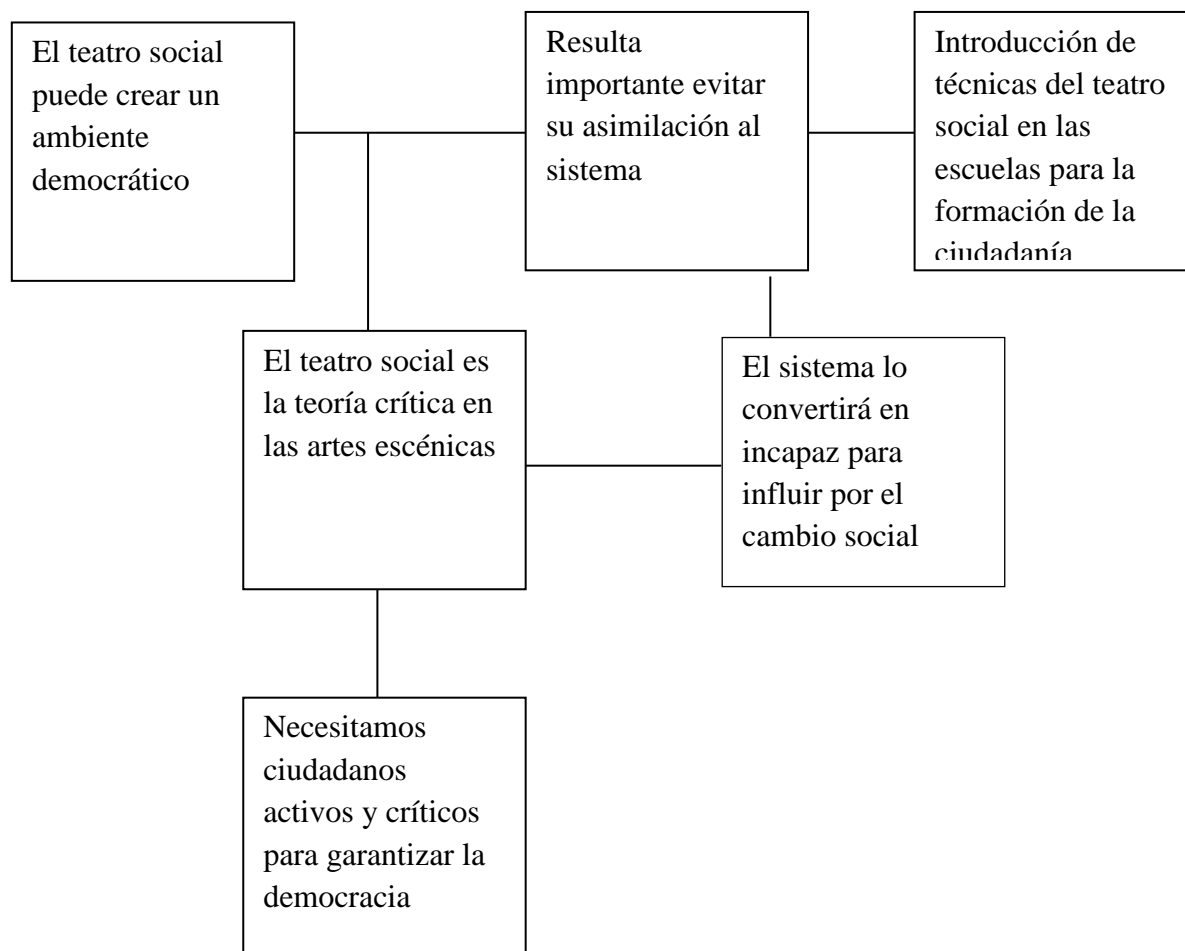 El teatro social
puede crear un
ambiente
democrático
Resulta
importante evitar
su asimilación al
sistema
Introducción de
técnicas del teatro
social en las
escuelas para la
formación de la
ciudadanía
El teatro social es
la teoría crítica en
las artes escénicas
El sistema lo
convertirá en
incapaz para
influir por el
cambio social
Necesitamos
ciudadanos
activos y críticos
para garantizar la
democracia